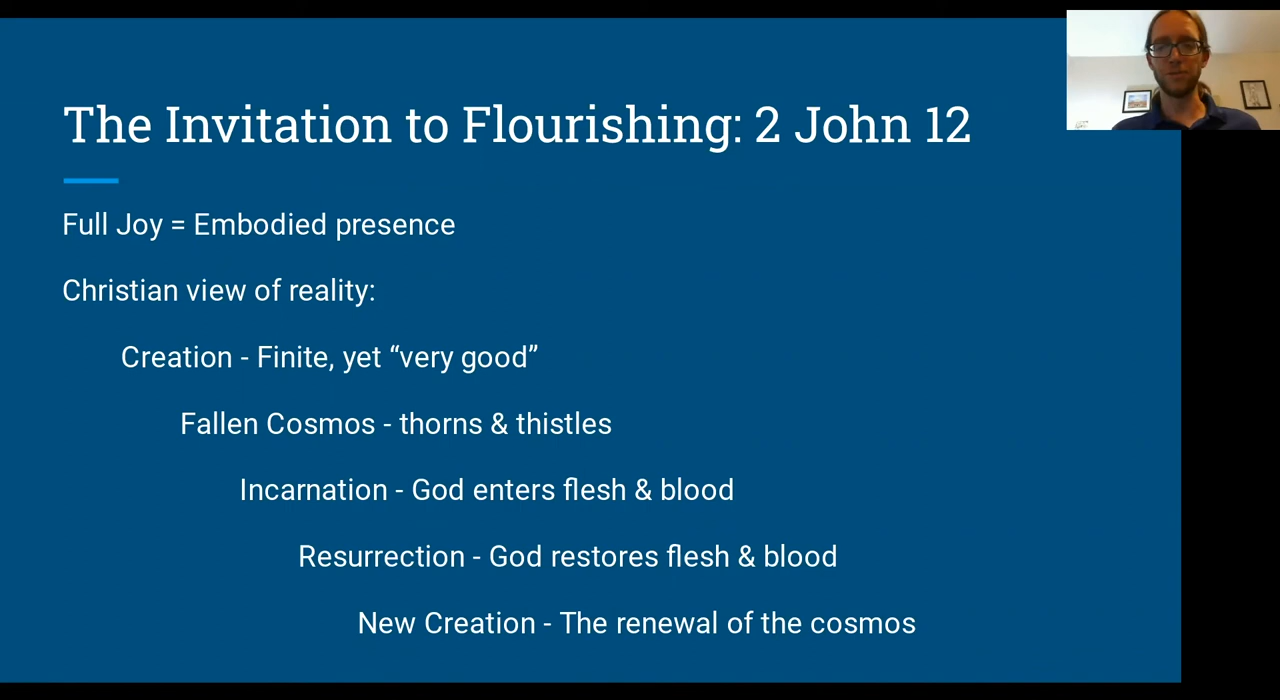 The Invitation to Flourishing: 2 John 12
Full Joy = Embodied presence
Christian view of reality:
Creation - Finite, yet “very good”
Fallen Cosmos - thorns & thistles
Incarnation - God enters flesh & blood
Resurrection - God restores flesh & blood
New Creation - The renewal of the cosmos